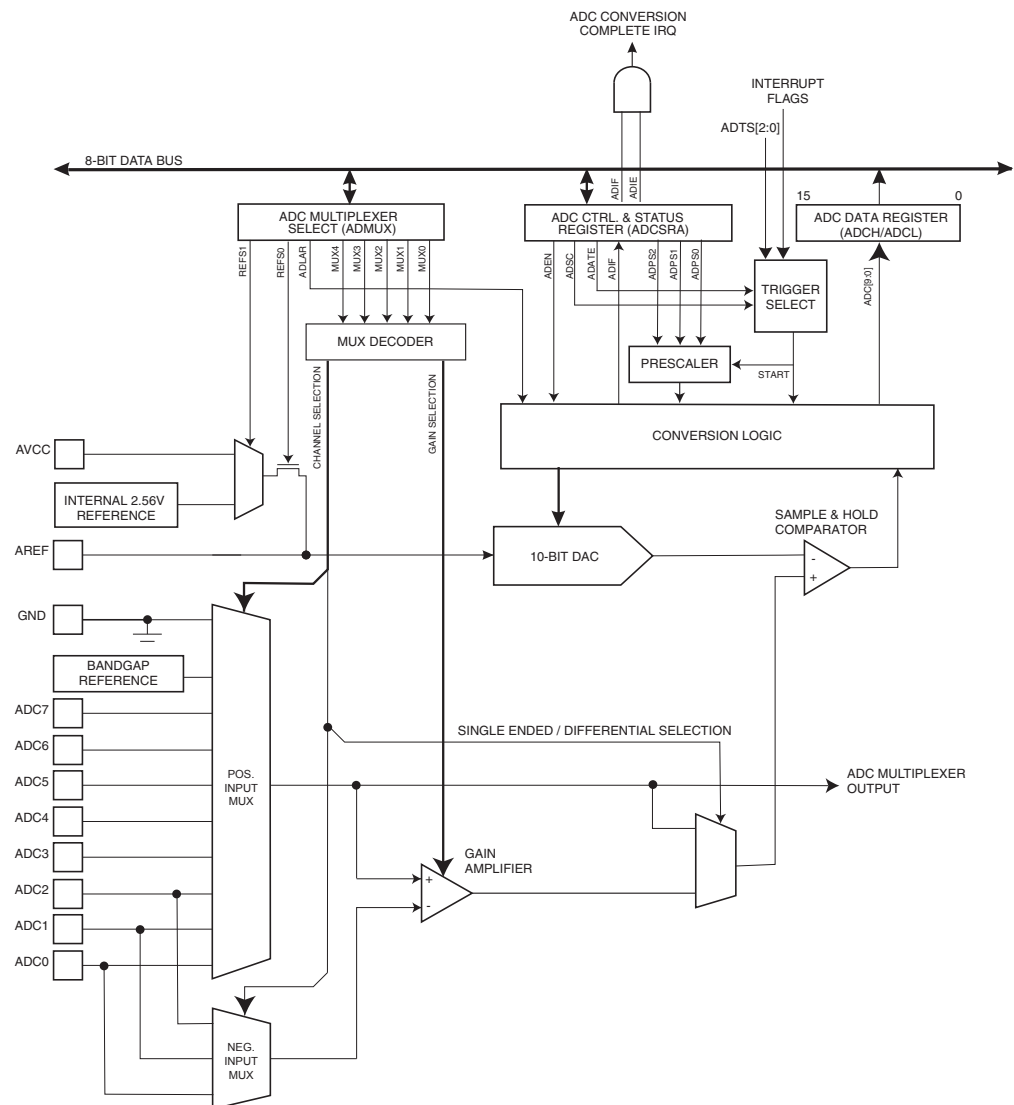 ADC CONVERSION
COMPLETE IRQ
INTERRUPT
FLAGS
ADTS[2:0]
8-BIT DATA BUS
ADIF
ADIE
15
0
ADC MULTIPLEXER
SELECT (ADMUX)
ADC CTRL. & STATUS
REGISTER (ADCSRA)
ADC DATA REGISTER
(ADCH/ADCL)
REFS1
REFS0
ADLAR
MUX4
MUX3
MUX2
MUX1
MUX0
ADEN
ADSC
ADATE
ADIF
ADPS2
ADPS1
ADPS0
TRIGGER
SELECT
ADC[9:0]
MUX DECODER
PRESCALER
START
CHANNEL SELECTION
GAIN SELECTION
CONVERSION LOGIC
AVCC
INTERNAL 2.56V
REFERENCE
SAMPLE & HOLD
COMPARATOR
AREF
10-BIT DAC
-
+
GND
BANDGAP
REFERENCE
ADC7
SINGLE ENDED / DIFFERENTIAL SELECTION
ADC6
ADC5
POS.
INPUT
MUX
ADC MULTIPLEXER
OUTPUT
ADC4
ADC3
GAIN
AMPLIFIER
+
-
ADC2
ADC1
ADC0
NEG.
INPUT
MUX